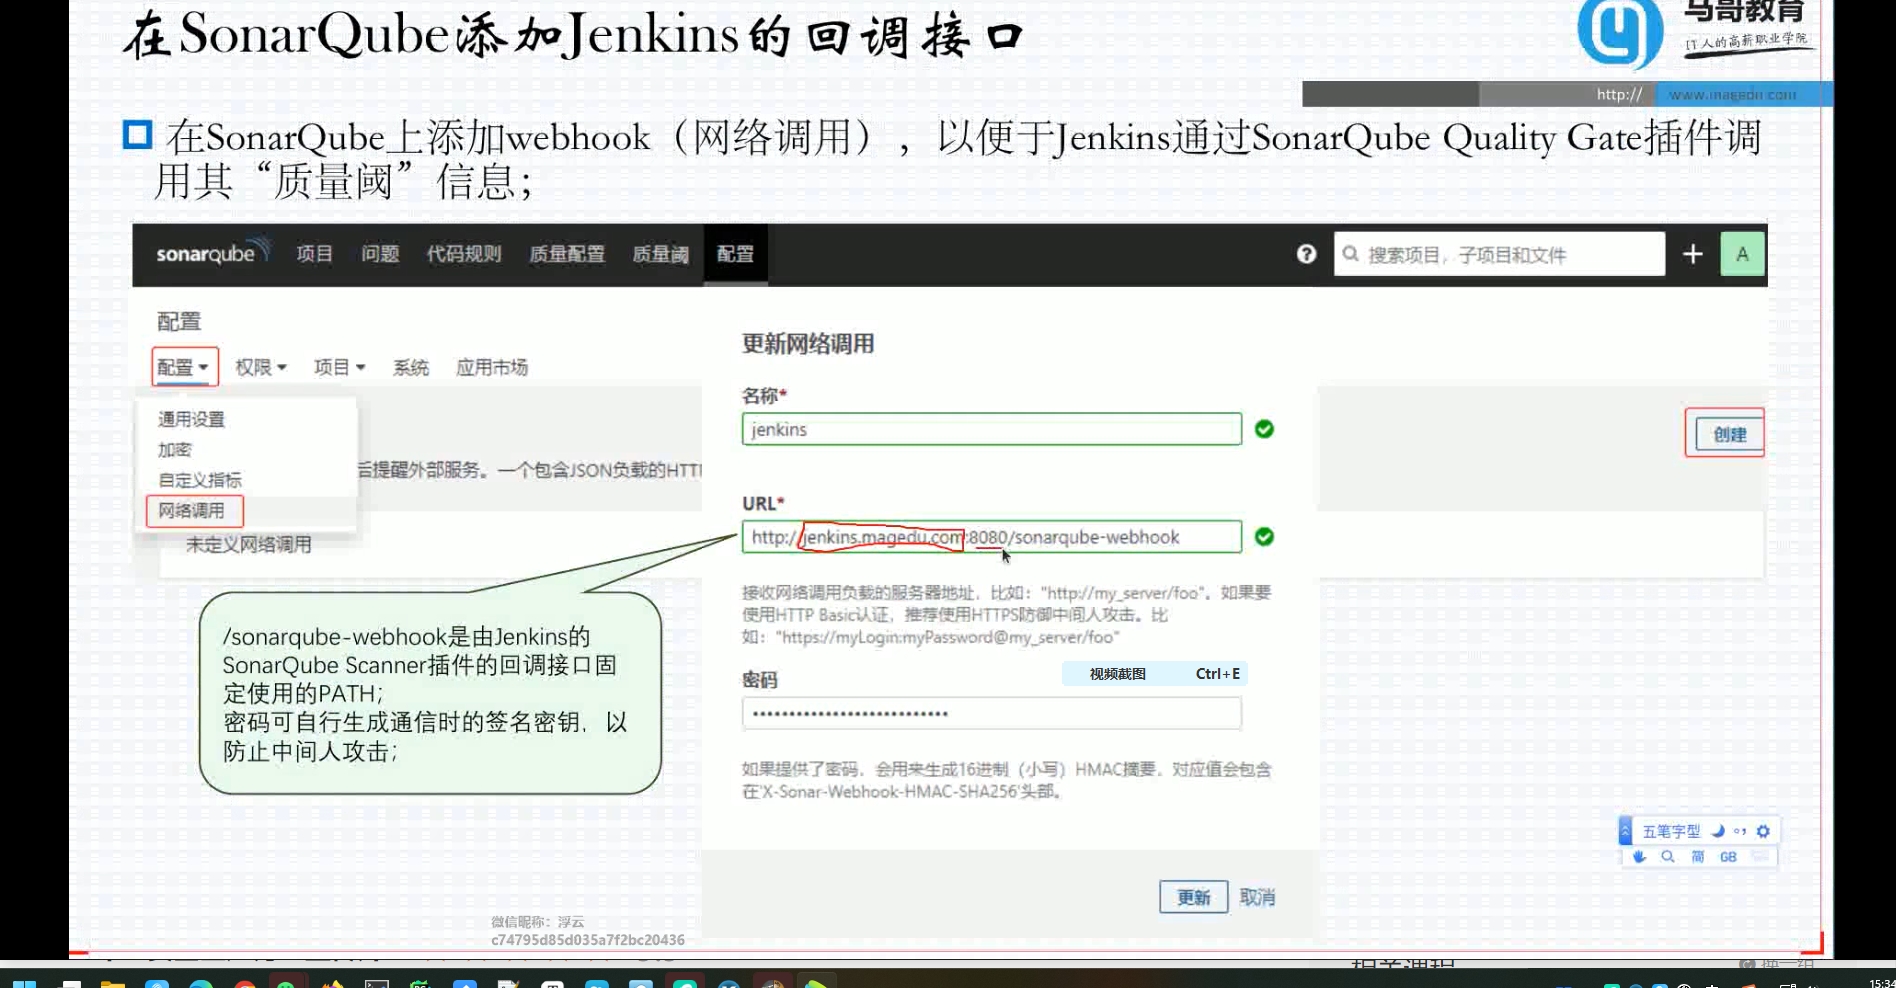 在SonarQube添加Jenkins的回调接口
马哥教育
IT人的高薪职业学院
http:// www.magedu.com
在SonarQube上添加webhook（网络调用），以便于Jenkins通过SonarQube Quality Gate插件调
用其“质量阈”信息；
sonarqube 项目 问题 代码规则 质量配置 质量阈 配置 搜索项目，子项目和文件 A
配置
配置 权限 项目 系统 应用市场
通用设置
加密
自定义指标
网络调用
后提醒外部服务。一个包含JSON负载的HTT
未定义网络调用
创建
更新网络调用
名称*
jenkins
URL*
http://jenkins.magedu.com:8080/sonarqube-webhook
接收网络调用负载的服务器地址，比如："http://my_server/foo"。如果要
使用HTTP Basic认证，推荐使用HTTPS防御中间人攻击。比
如："https://myLogin:myPassword@my_server/foo"
视频截图 Ctrl+E
密码
如果提供了密码，会用来生成16进制（小写）HMAC摘要，对应值会包含
在'X-Sonar-Webhook-HMAC-SHA256'头部。
更新 取消
/sonarqube-webhook是由Jenkins的
SonarQube Scanner插件的回调接口固
定使用的PATH；
密码可自行生成通信时的签名密钥，以
防止中间人攻击；
五笔字型
简 GB
微信昵称：浮云
c74795d85d035a7f2bc20436
换一组
15:34